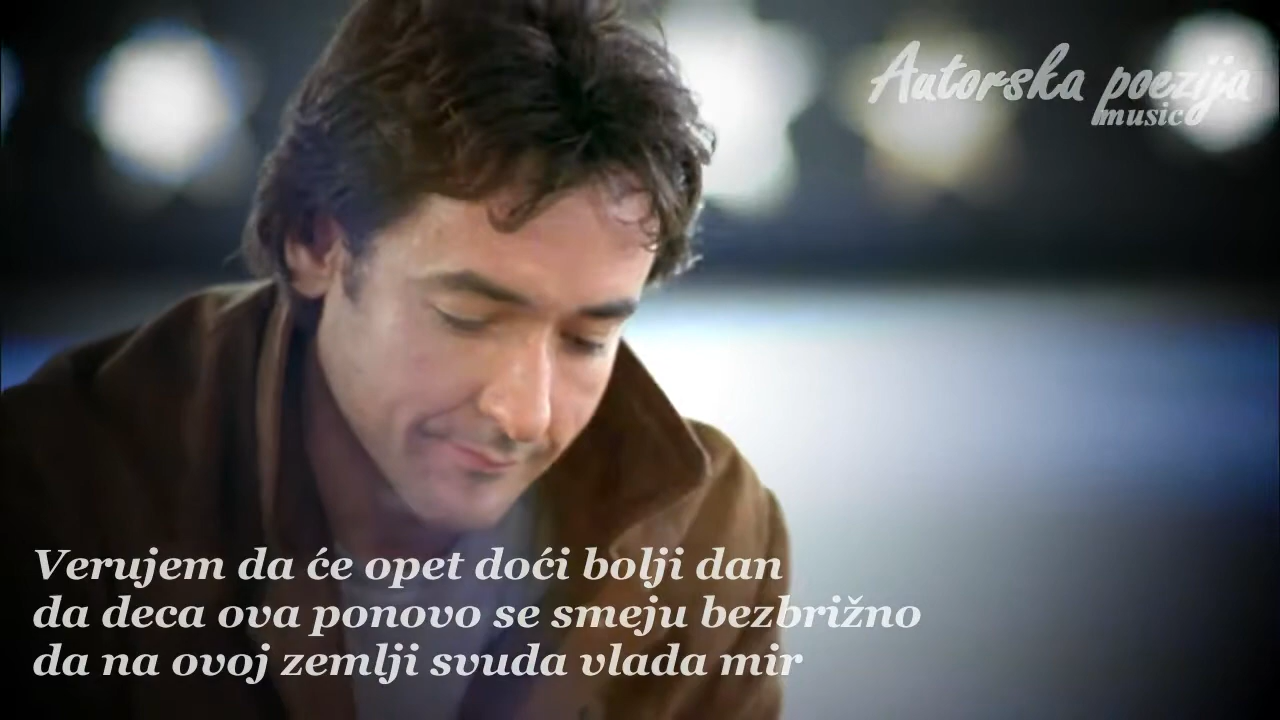 Autorska poezija
music
Verujem da će opet doći bolji dan
da deca ova ponovo se smeju bezbrižno
da na ovoj zemlji svuda vlada mir